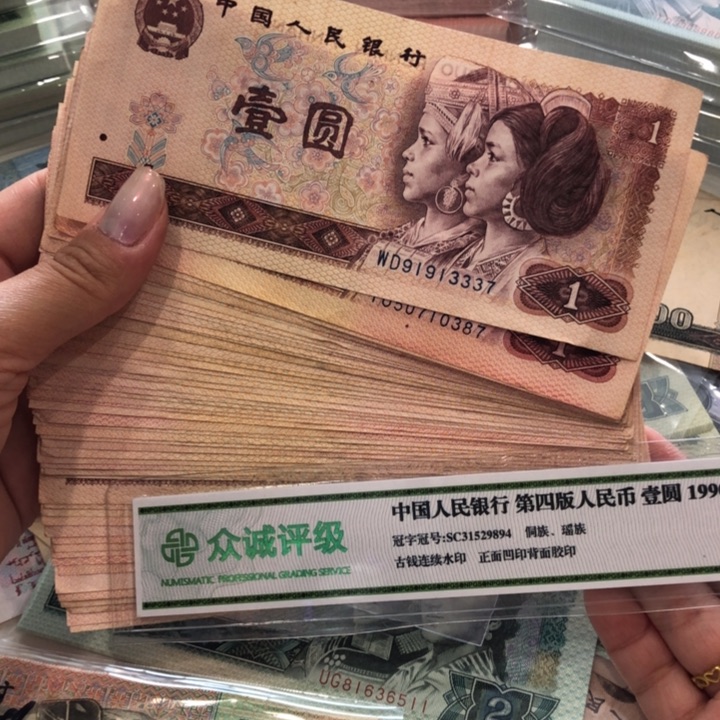 中国人民银行
壹圆
1
WD91913337
1
50710387
1
00
中国人民银行 第四版人民币 壹圆 1990
冠字冠号:SC31529894 侗族、瑶族
古钱连续水印 正面凹印背面胶印
众诚评级
NUMISMATIC PROFESSIONAL GRADING SERVICE
UG81636511
2